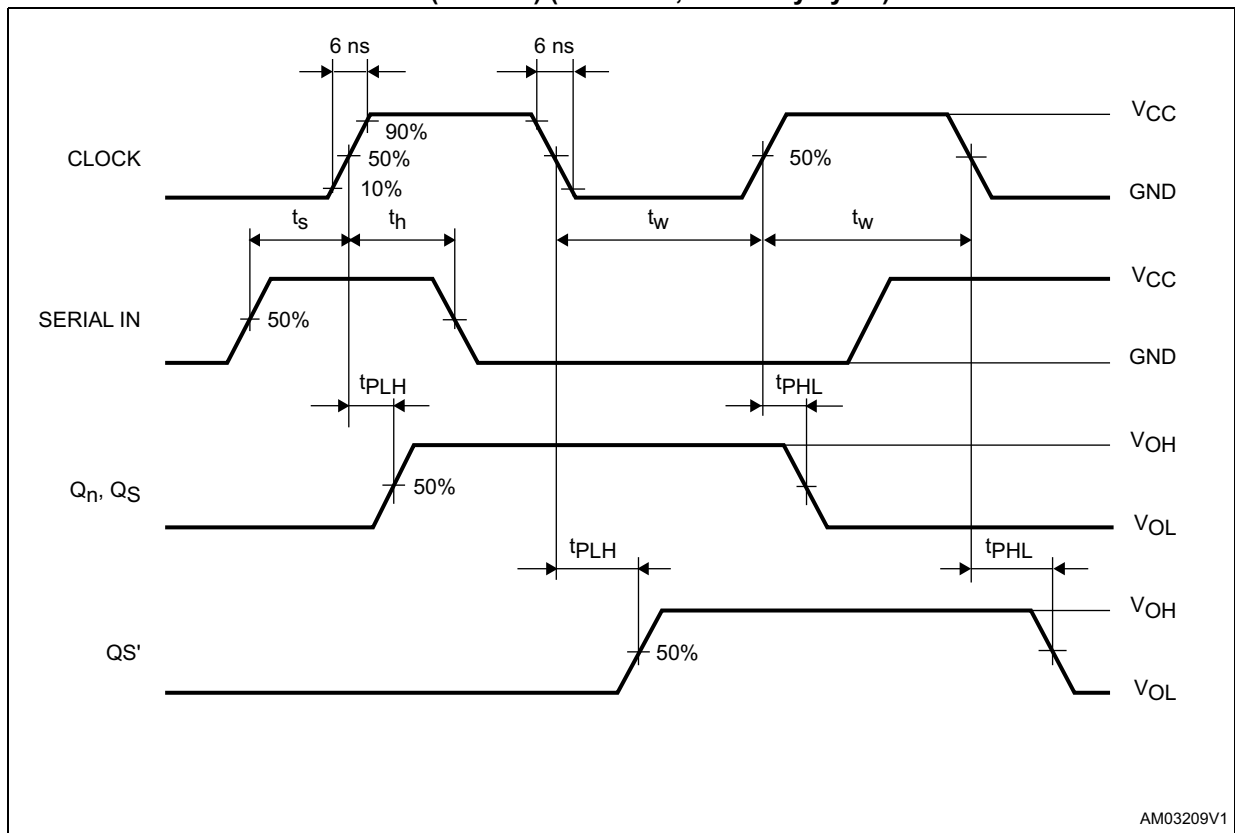 6 ns 6 ns
VCC
90%
CLOCK 50% 50%
10% GND
ts th tw tw
VCC
SERIAL IN 50%
GND
tPLH tPHL
VOH
Qn, QS 50%
VOL
tPLH tPHL
VOH
QS' 50%
VOL
AM03209V1